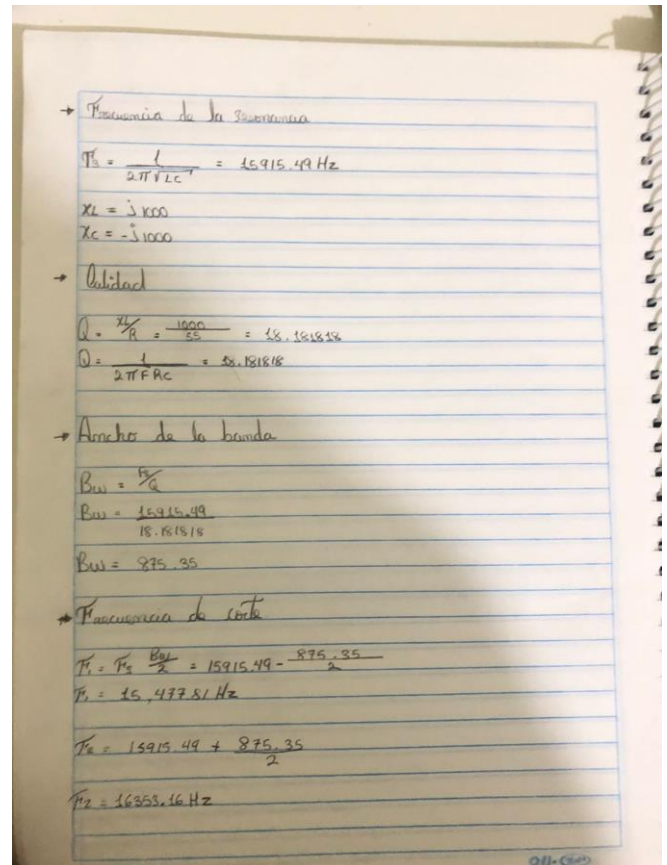 → Frecuencia de la resonancia
Fs = 1 / 2π√LC = 15915.49 Hz
XL = j1000
XC = -j1000
→ Calidad
Q = XL/R = 1000/55 = 18.181818
Q = 1 / 2πFRC = 18.181818
→ Ancho de la banda
Bw = Fs/Q
Bw = 15915.49 / 18.181818
Bw = 875.35
→ Frecuencia de corte
F1 = Fs Bw/2 = 15915.49 - 875.35/2
F1 = 15,477.81 Hz
F2 = 15915.49 + 875.35/2
F2 = 16353.16 Hz